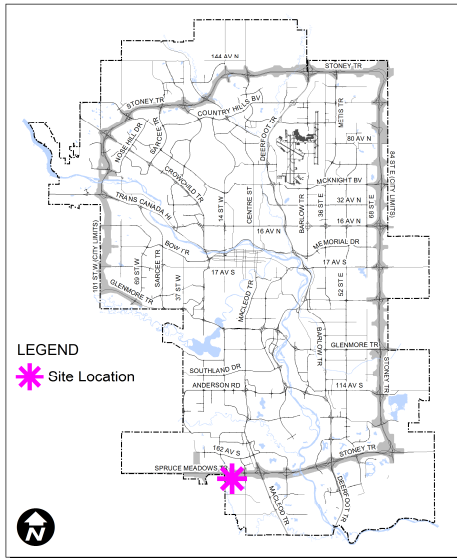 144 AV N
STONEY TR
STONEY TR
COUNTRY HILLS BV
METIS TR
NOSE HILL DR
SARCEE TR
DEERFOOT TR
80 AV N
84 ST E (CITY LIMITS)
CROWCHILD TR
MCKNIGHT BV
TRANS CANADA HI
14 ST W
CENTRE ST
BARLOW TR
36 ST E
32 AV N
68 ST E
16 AV N
16 AV N
101 ST W (CITY LIMITS)
BOW TR
MEMORIAL DR
69 ST W
SARCEE TR
37 ST W
17 AV S
17 AV S
GLENMORE TR
MACLEOD TR
52 ST E
BARLOW TR
GLENMORE TR
LEGEND
Site Location
SOUTHLAND DR
ANDERSON RD
114 AV S
STONEY TR
162 AV S
STONEY TR
SPRUCE MEADOWS TR
MACLEOD TR
DEERFOOT TR
N